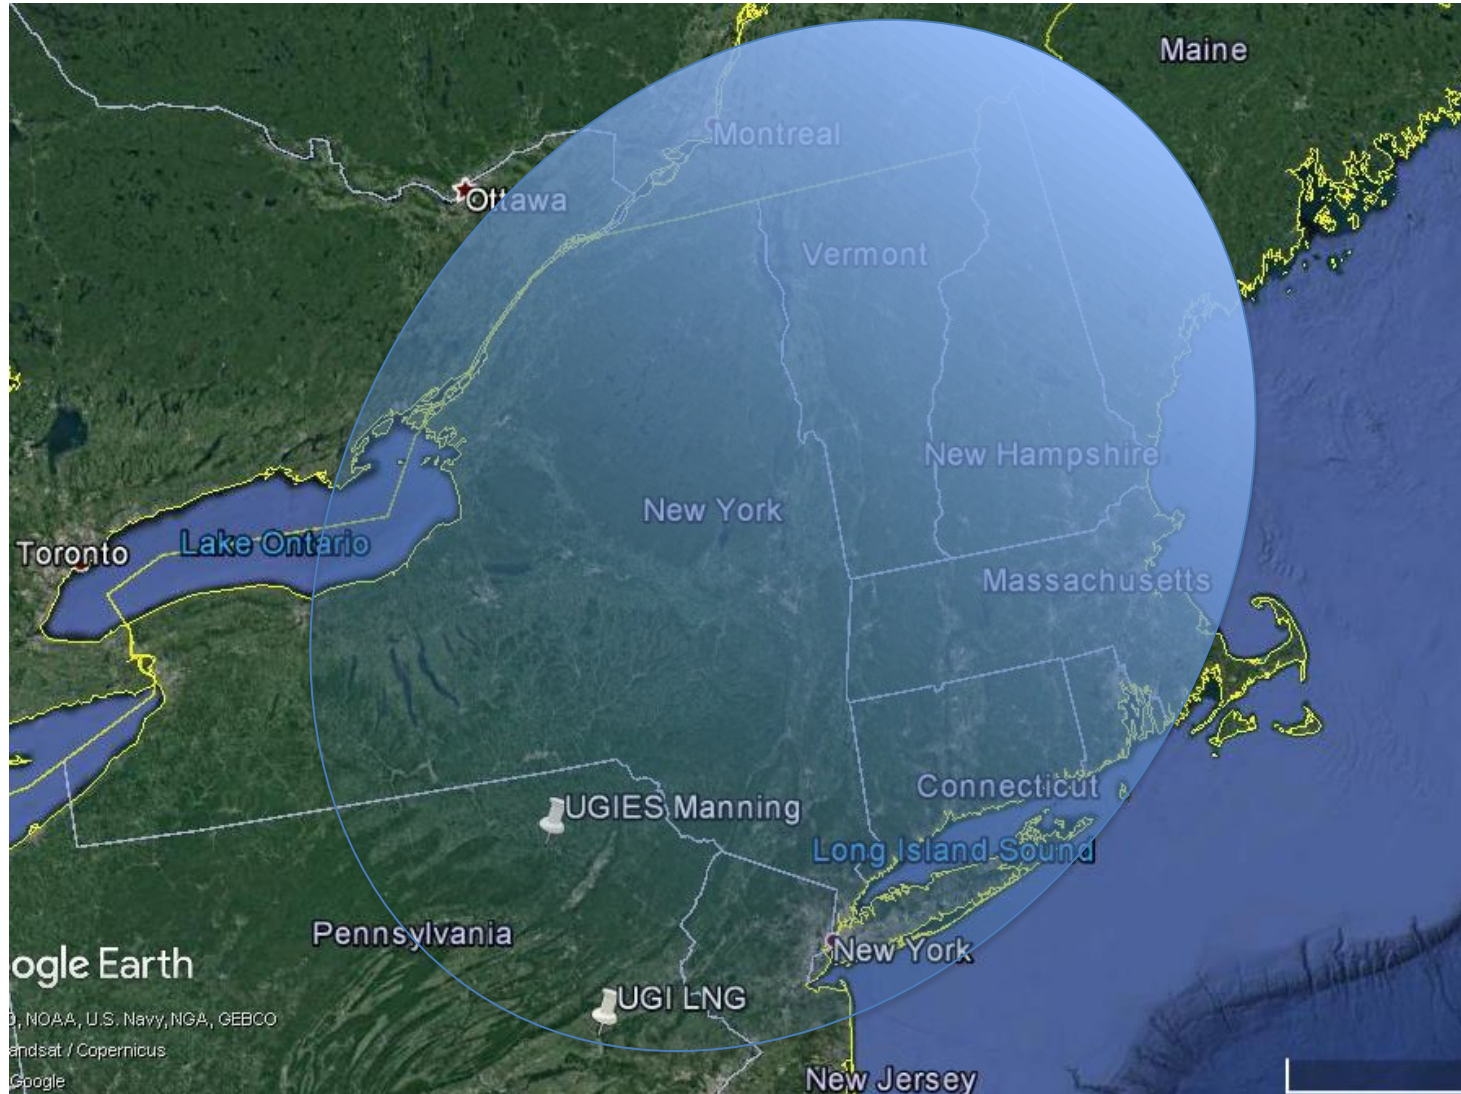 Maine
Montreal
Ottawa
Vermont
New Hampshire
New York
Lake Ontario
Toronto
Massachusetts
Connecticut
UGIES Manning
Long Island Sound
Pennsylvania
New York
ogle Earth
UGI LNG
, NOAA, U.S. Navy, NGA, GEBCO
andsat / Copernicus
Google
New Jersey